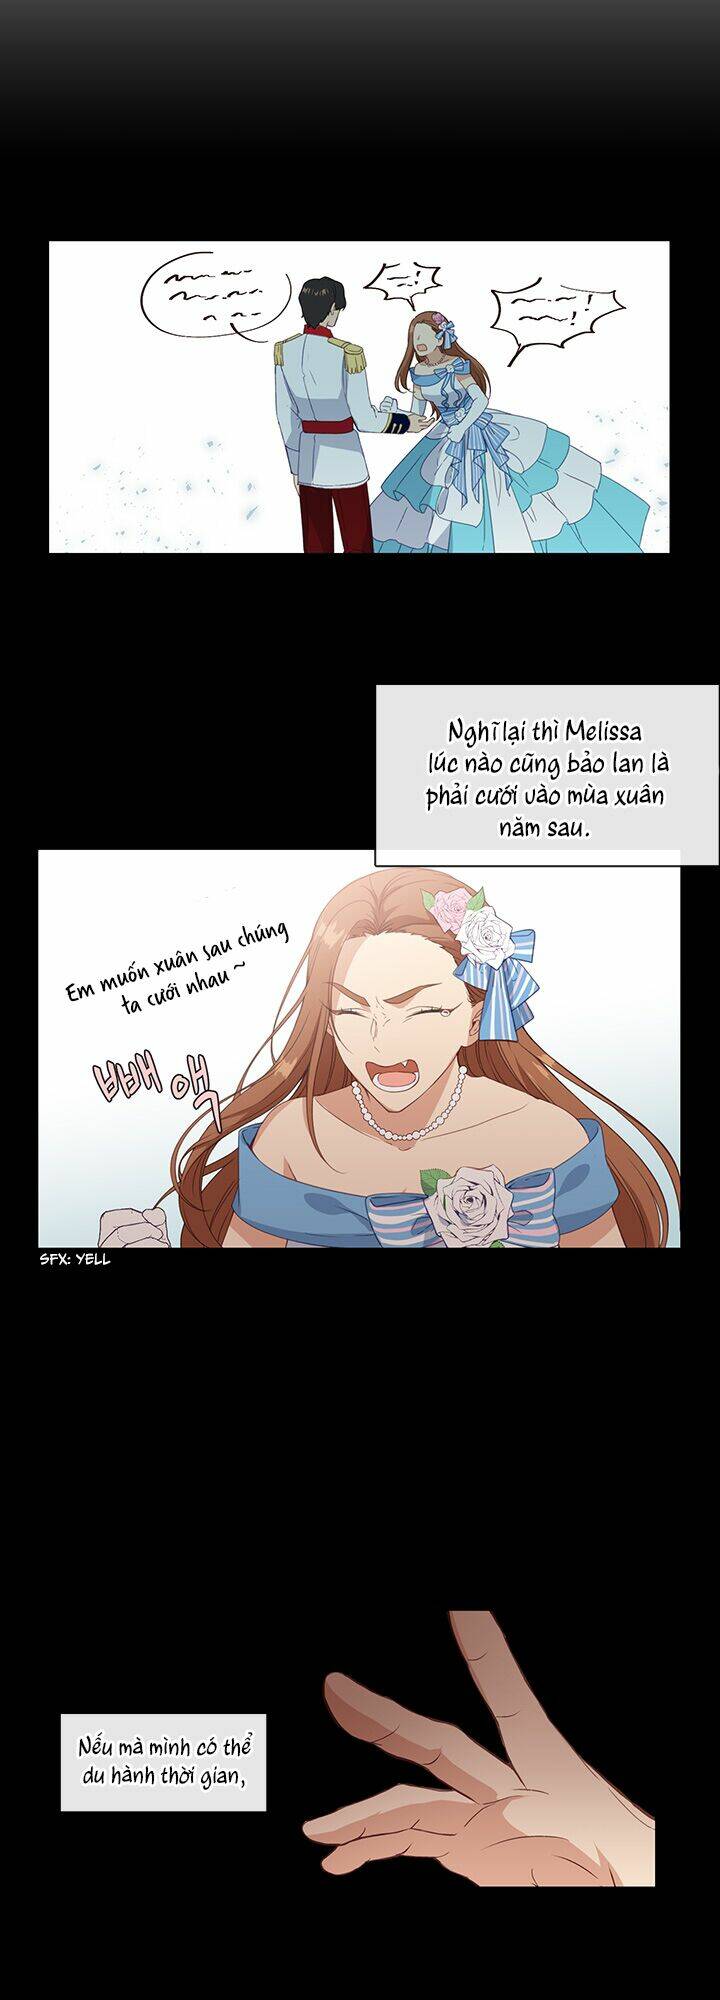 Nghĩ lại thì Melissa
lúc nào cũng bảo lan là
phải cưới vào mùa xuân
năm sau.
Em muốn xuân sau chúng
ta cưới nhau ~
빼애액
SFX: YELL
Nếu mà mình có thể
du hành thời gian,